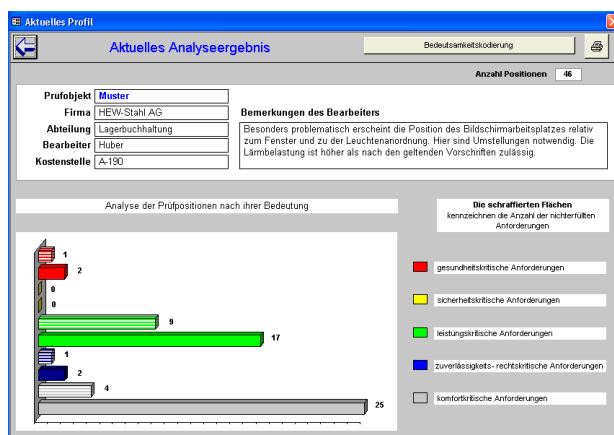 Aktuelles Profil
Aktuelles Analyseergebnis
Bedeutsamkeitskodierung
Anzahl Positionen 46
Prüfobjekt Muster
Firma HEW-Stahl AG
Abteilung Lagerbuchhaltung
Bearbeiter Huber
Kostenstelle A-190
Bemerkungen des Bearbeiters
Besonders problematisch erscheint die Position des Bildschirmarbeitsplatzes relativ
zum Fenster und zu der Leuchtenanordnung. Hier sind Umstellungen notwendig. Die
Lärmbelastung ist höher als nach den geltenden Vorschriften zulässig.
Analyse der Prüfpositionen nach ihrer Bedeutung
Die schraffierten Flächen
kennzeichnen die Anzahl der nichterfüllten
Anforderungen
1
2
0
0
9
17
1
2
4
25
gesundheitskritische Anforderungen
sicherheitskritische Anforderungen
leistungskritische Anforderungen
zuverlässigkeits- rechtskritische Anforderungen
komfortkritische Anforderungen